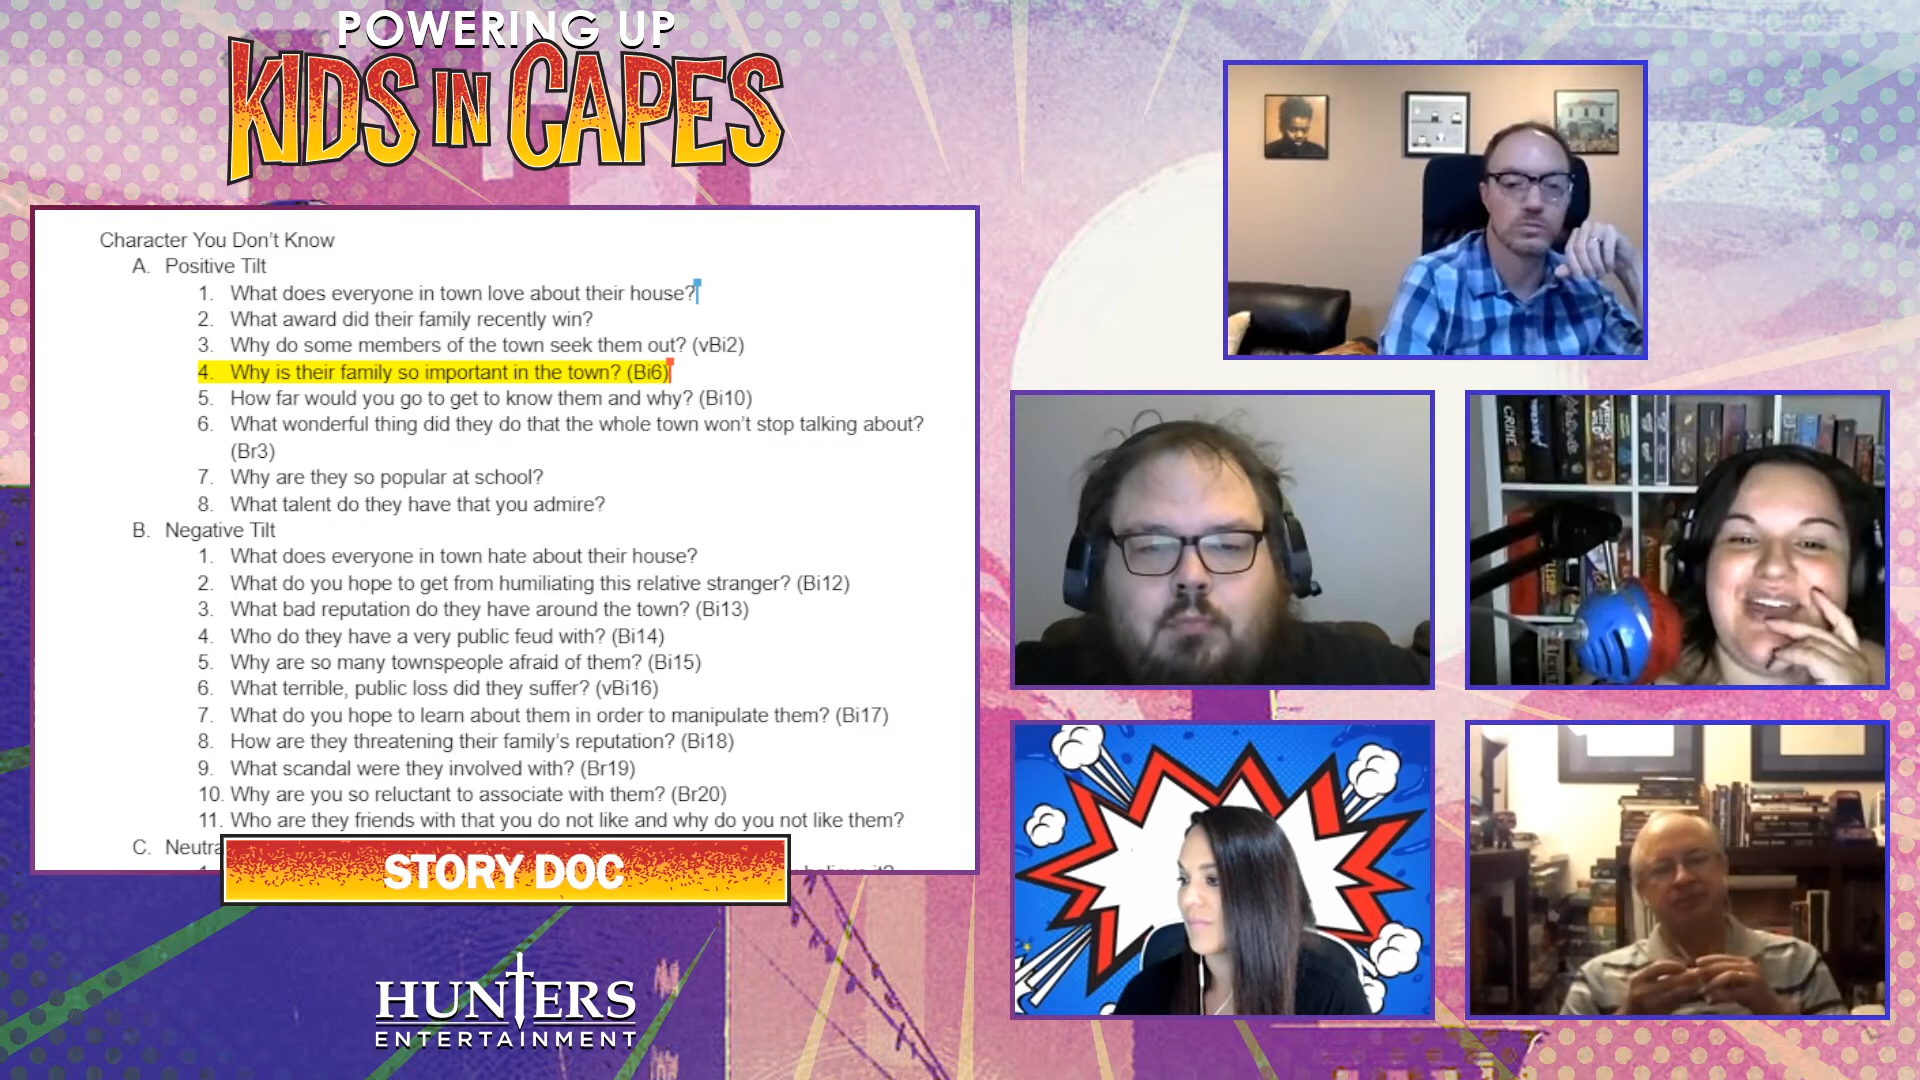 POWERING UP
KIDS IN CAPES
Character You Don't Know
A. Positive Tilt
1. What does everyone in town love about their house?
2. What award did their family recently win?
3. Why do some members of the town seek them out? (vBi2)
4. Why is their family so important in the town? (Bi6)
5. How far would you go to get to know them and why? (Bi10)
6. What wonderful thing did they do that the whole town won't stop talking about?
(Br3)
7. Why are they so popular at school?
8. What talent do they have that you admire?
B. Negative Tilt
1. What does everyone in town hate about their house?
2. What do you hope to get from humiliating this relative stranger? (Bi12)
3. What bad reputation do they have around the town? (Bi13)
4. Who do they have a very public feud with? (Bi14)
5. Why are so many townspeople afraid of them? (Bi15)
6. What terrible, public loss did they suffer? (vBi16)
7. What do you hope to learn about them in order to manipulate them? (Bi17)
8. How are they threatening their family's reputation? (Bi18)
9. What scandal were they involved with? (Br19)
10. Why are you so reluctant to associate with them? (Br20)
11. Who are they friends with that you do not like and why do you not like them?
C. Neutra
STORY DOC
HUNTERS
ENTERTAINMENT
CRIME